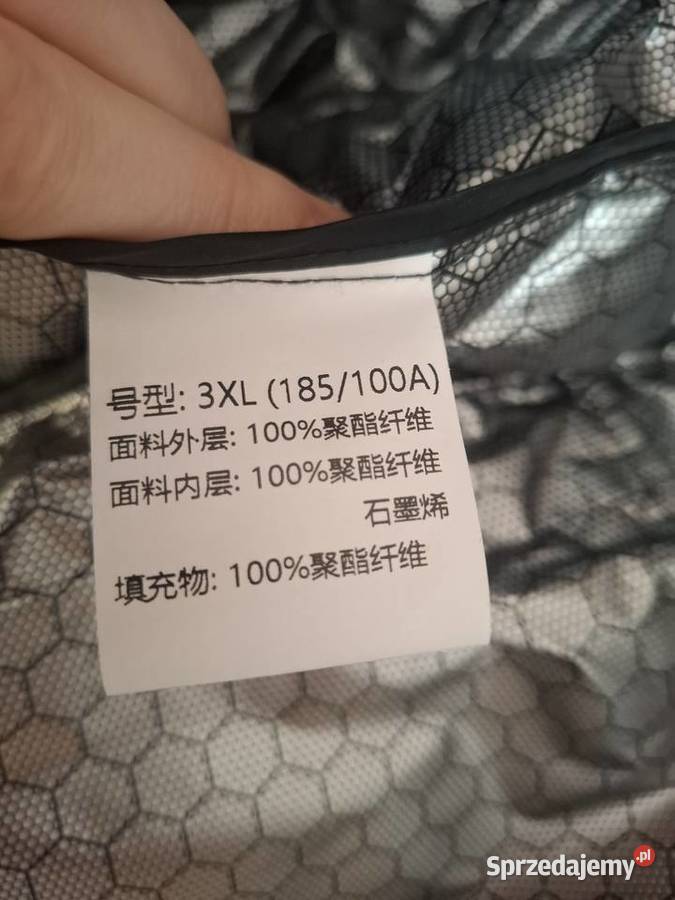 号型: 3XL (185/100A)
面料外层: 100%聚酯纤维
面料内层: 100%聚酯纤维
石墨烯
填充物: 100%聚酯纤维
Sprzedajemy.pl